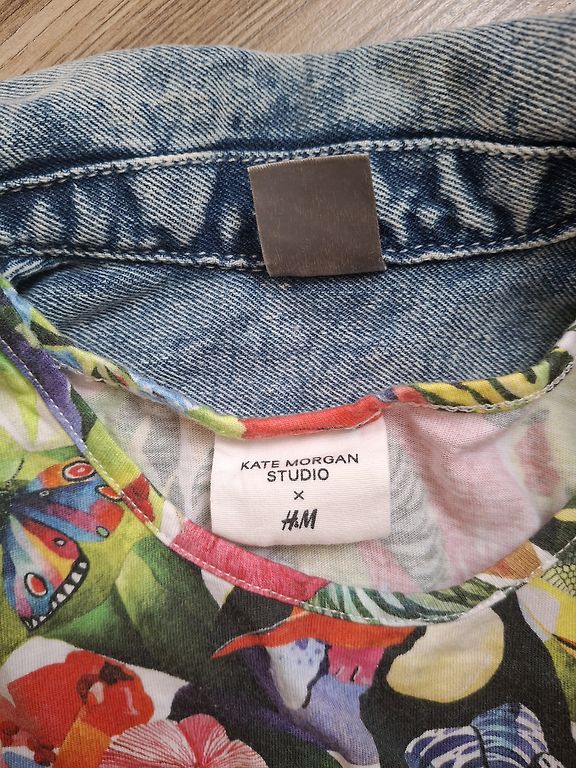 KATE MORGAN
STUDIO
×
H&M